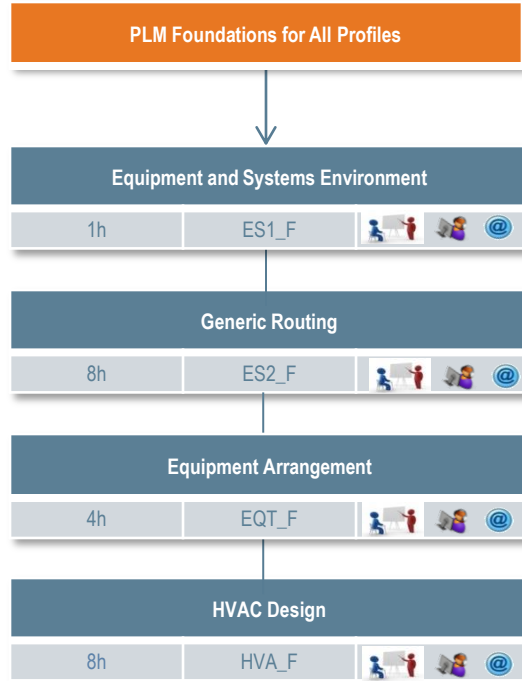 PLM Foundations for All Profiles
Equipment and Systems Environment
1h ES1_F @
Generic Routing
8h ES2_F @
Equipment Arrangement
4h EQT_F @
HVAC Design
8h HVA_F @